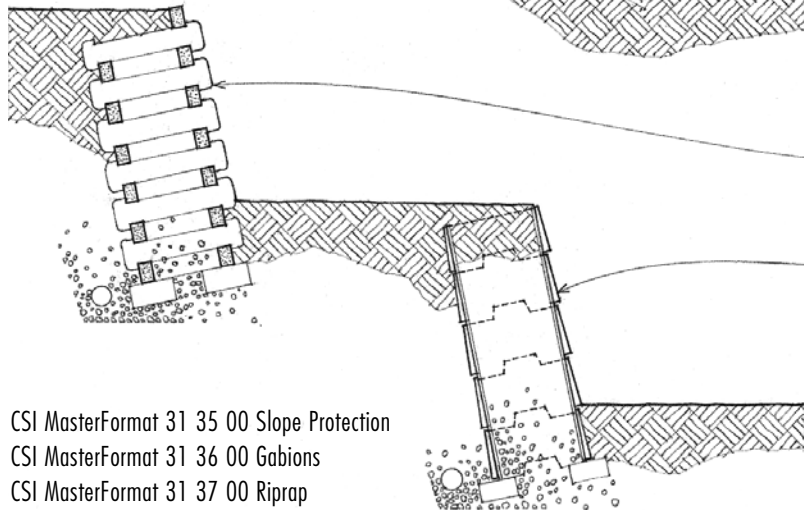 CSI MasterFormat 31 35 00 Slope Protection
CSI MasterFormat 31 36 00 Gabions
CSI MasterFormat 31 37 00 Riprap